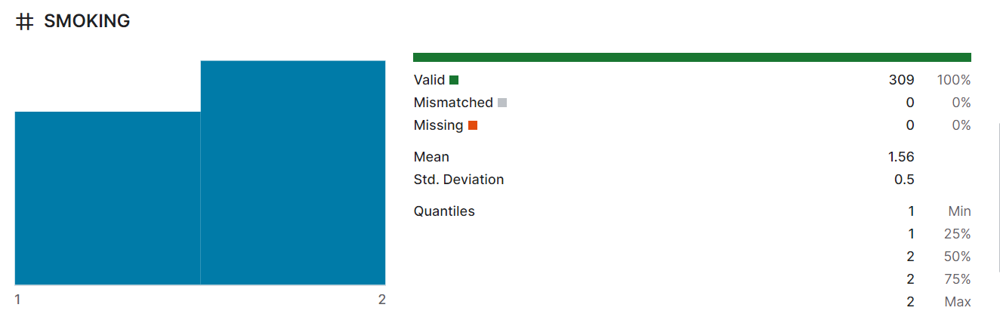 # SMOKING
1 2
Valid 309 100%
Mismatched 0 0%
Missing 0 0%
Mean 1.56
Std. Deviation 0.5
Quantiles 1 Min
1 25%
2 50%
2 75%
2 Max